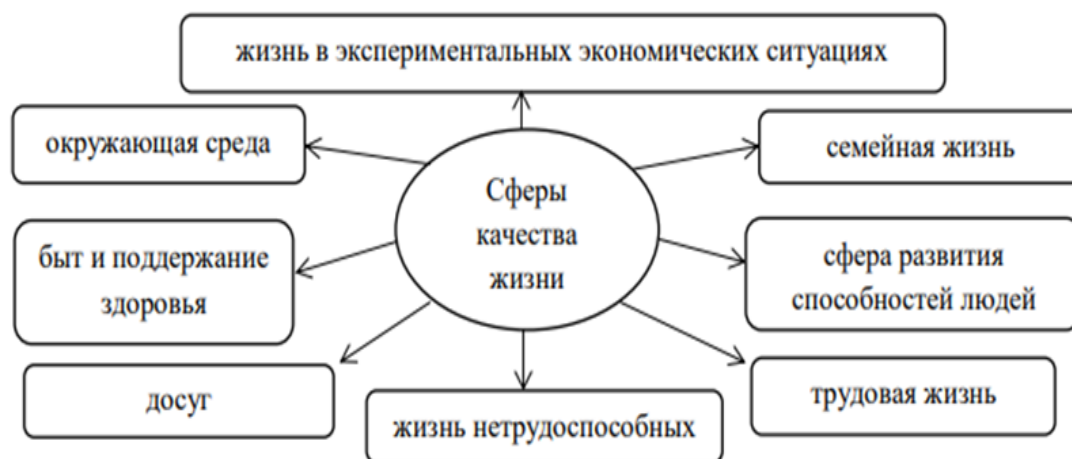 жизнь в экспериментальных экономических ситуациях
окружающая среда
семейная жизнь
Сферы
качества
жизни
быт и поддержание
здоровья
сфера развития
способностей людей
досуг
жизнь нетрудоспособных
трудовая жизнь